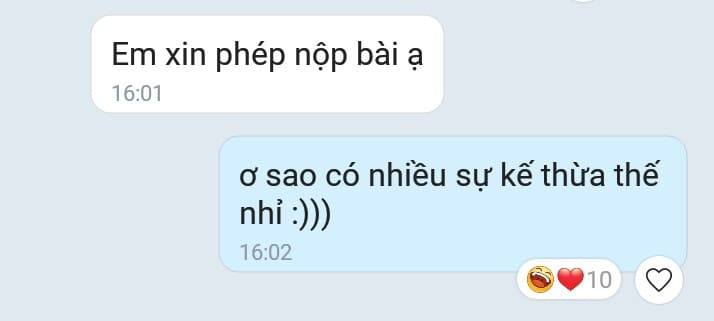 Em xin phép nộp bài ạ
16:01
ơ sao có nhiều sự kế thừa thế
nhỉ :)))
16:02
10